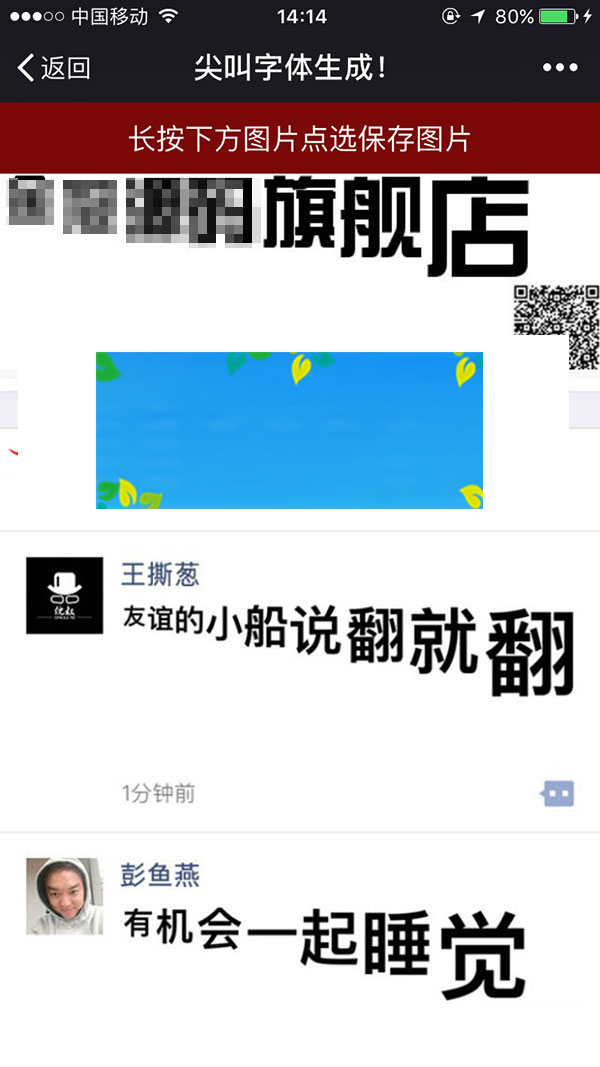 中国移动 14:14 80%
返回 尖叫字体生成！
长按下方图片点选保存图片
旗舰店
王撕葱
友谊的小船说翻就翻
1分钟前
彭鱼燕
有机会一起睡觉